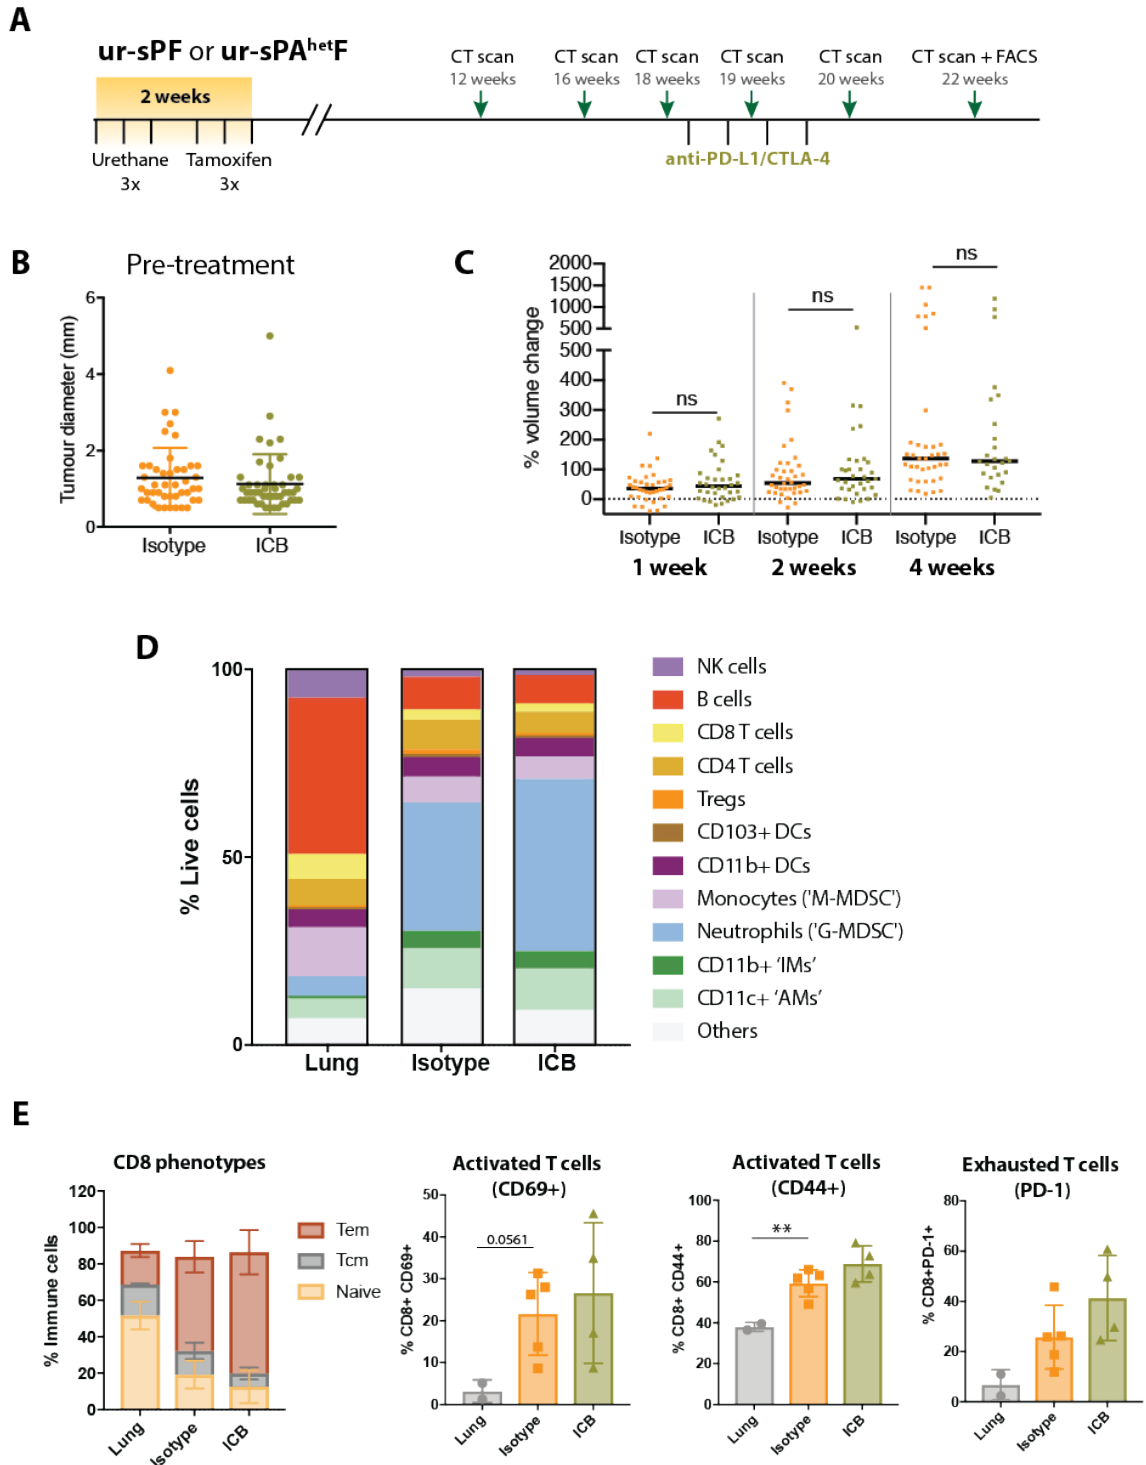 A
ur-sPF or ur-sPAhetF
2 weeks
Urethane
3x
Tamoxifen
3x
CT scan
12 weeks
CT scan
16 weeks
CT scan
18 weeks
CT scan
19 weeks
CT scan
20 weeks
CT scan + FACS
22 weeks
anti-PD-L1/CTLA-4
B
Pre-treatment
Tumour diameter (mm)
6
4
2
0
Isotype
ICB
C
% volume change
2000
1500
1000
500
500
400
300
200
100
0
ns
ns
ns
Isotype
ICB
Isotype
ICB
Isotype
ICB
1 week
2 weeks
4 weeks
D
% Live cells
100
50
0
Lung
Isotype
ICB
NK cells
B cells
CD8 T cells
CD4 T cells
Tregs
CD103+ DCs
CD11b+ DCs
Monocytes ('M-MDSC')
Neutrophils ('G-MDSC')
CD11b+ ‘IMs’
CD11c+ ‘AMs’
Others
E
CD8 phenotypes
% Immune cells
120
100
80
60
40
20
0
Lung
Isotype
ICB
Tem
Tcm
Naive
Activated T cells
(CD69+)
% CD8+ CD69+
50
40
30
20
10
0
0.0561
Lung
Isotype
ICB
Activated T cells
(CD44+)
% CD8+ CD44+
100
80
60
40
20
0
**
Lung
Isotype
ICB
Exhausted T cells
(PD-1)
% CD8+PD-1+
80
60
40
20
0
Lung
Isotype
ICB